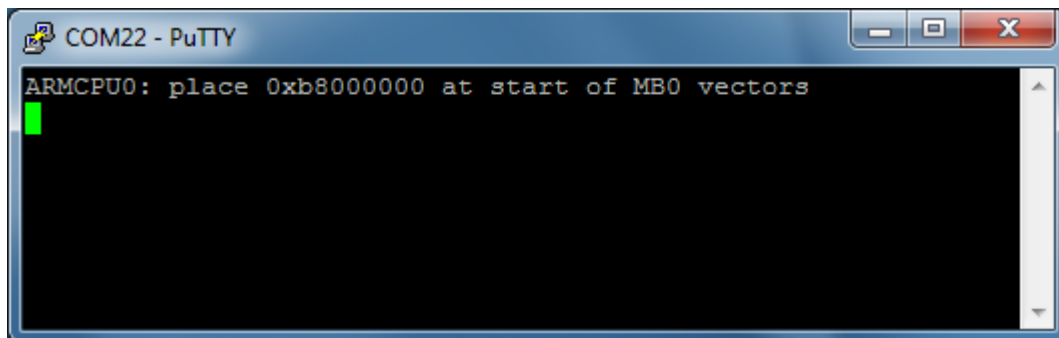 COM22 - PuTTY
ARMCPU0: place 0xb8000000 at start of MB0 vectors